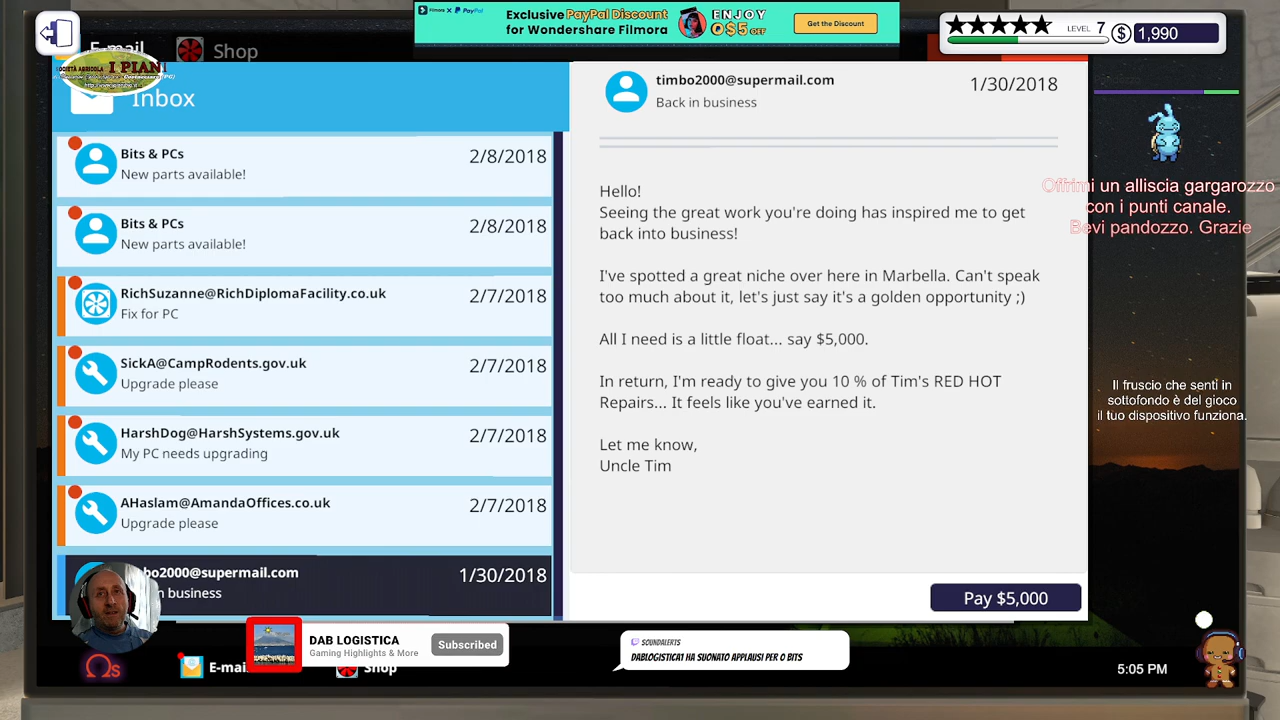 Filmora × PayPal
Exclusive PayPal Discount
for Wondershare Filmora
ENJOY
$5 OFF
Get the Discount
LEVEL 7
$ 1,990
E-mail
Shop
SOCIETÀ AGRICOLA I PIANI
Inbox
Bits & PCs
2/8/2018
New parts available!
Bits & PCs
2/8/2018
New parts available!
RichSuzanne@RichDiplomaFacility.co.uk
2/7/2018
Fix for PC
SickA@CampRodents.gov.uk
2/7/2018
Upgrade please
HarshDog@HarshSystems.gov.uk
2/7/2018
My PC needs upgrading
AHaslam@AmandaOffices.co.uk
2/7/2018
Upgrade please
bo2000@supermail.com
1/30/2018
n business
timbo2000@supermail.com
1/30/2018
Back in business
Hello!
Seeing the great work you're doing has inspired me to get
back into business!
I've spotted a great niche over here in Marbella. Can't speak
too much about it, let's just say it's a golden opportunity ;)
All I need is a little float... say $5,000.
In return, I'm ready to give you 10 % of Tim's RED HOT
Repairs... It feels like you've earned it.
Let me know,
Uncle Tim
Pay $5,000
Offrimi un alliscia gargarozzo
con i punti canale.
Bevi pandozzo. Grazie
Il fruscio che senti in
sottofondo è del gioco
il tuo dispositivo funziona.
DAB LOGISTICA
Gaming Highlights & More
Subscribed
SOUNDALERTS
DABLOGISTICA1 HA SUONATO APPLAUSI PER 0 BITS
Ωs
E-mail
Shop
5:05 PM